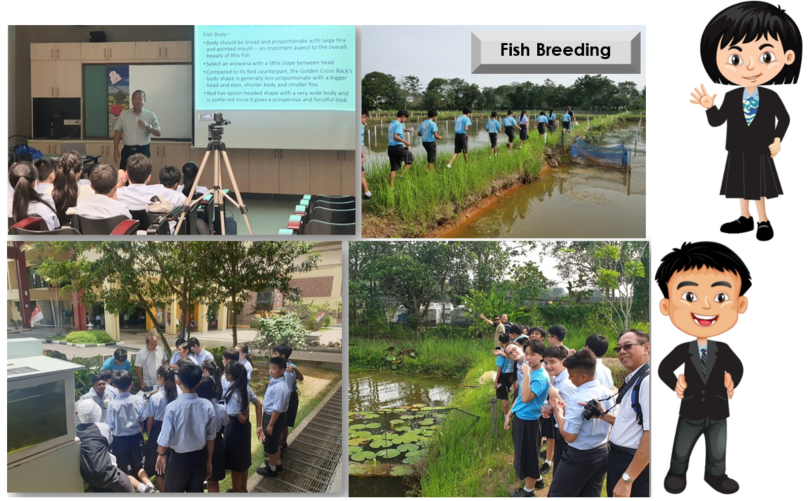 Fish Body:-
• Body should be broad and proportionate with large fins
and pointed mouth – an important aspect to the overall
beauty of this fish
• Select an arowana with a little slope between head
• Compared to its Red counterpart, the Golden Cross Back's
body shape is generally less proportionate with a bigger
head and eyes, shorter body and smaller fins
• Red has spoon-headed shape with a very wide body and
is preferred since it gives a prosperous and forceful look
Fish Breeding